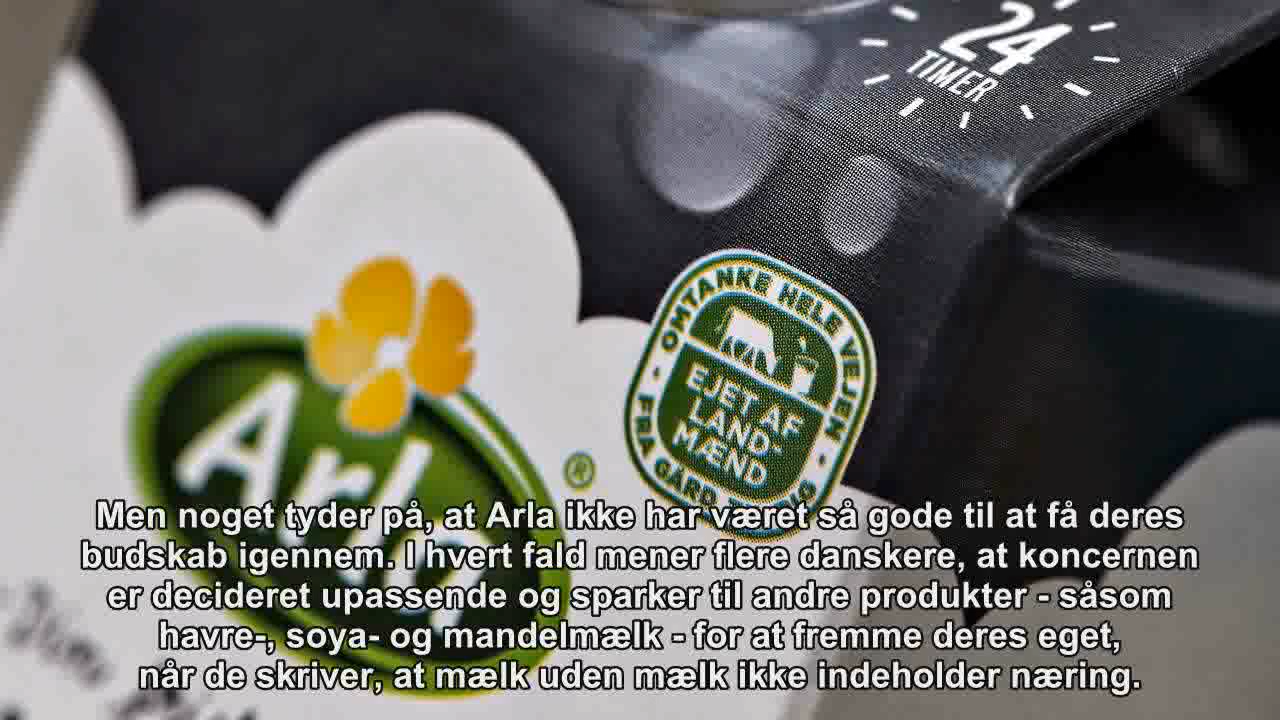 24
TIMER
OMTANKE HELE VEJEN
EJET AF
LAND-
MÆND
FRA GÅRD
Arla
®
Men noget tyder på, at Arla ikke har været så gode til at få deres
budskab igennem. I hvert fald mener flere danskere, at koncernen
er decideret upassende og sparker til andre produkter - såsom
havre-, soya- og mandelmælk - for at fremme deres eget,
når de skriver, at mælk uden mælk ikke indeholder næring.